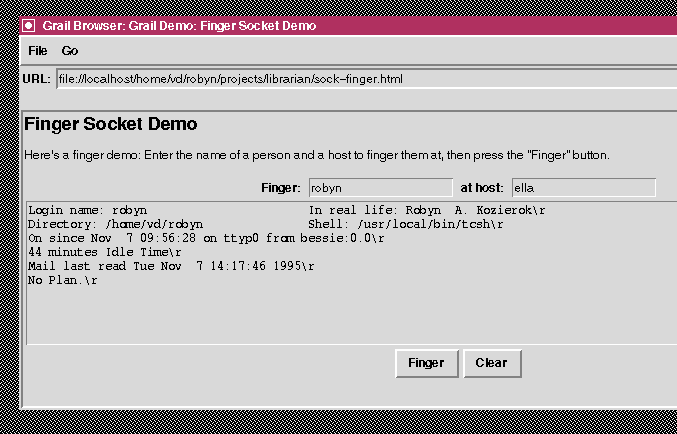 Grail Browser: Grail Demo: Finger Socket Demo
File Go
URL: file://localhost/home/vd/robyn/projects/librarian/sock-finger.html
Finger Socket Demo
Here's a finger demo: Enter the name of a person and a host to finger them at, then press the "Finger" button.
Finger: robyn at host: ella
Login name: robyn In real life: Robyn A. Kozierok\r
Directory: /home/vd/robyn Shell: /usr/local/bin/tcsh\r
On since Nov 7 09:56:28 on ttyp0 from bessie:0.0\r
44 minutes Idle Time\r
Mail last read Tue Nov 7 14:17:46 1995\r
No Plan.\r
Finger Clear